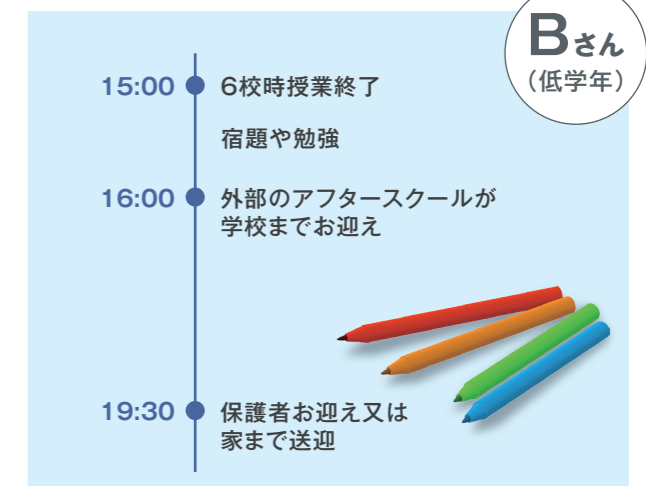 Bさん
（低学年）
15:00 6校時授業終了
宿題や勉強
16:00 外部のアフタースクールが
学校までお迎え
19:30 保護者お迎え又は
家まで送迎